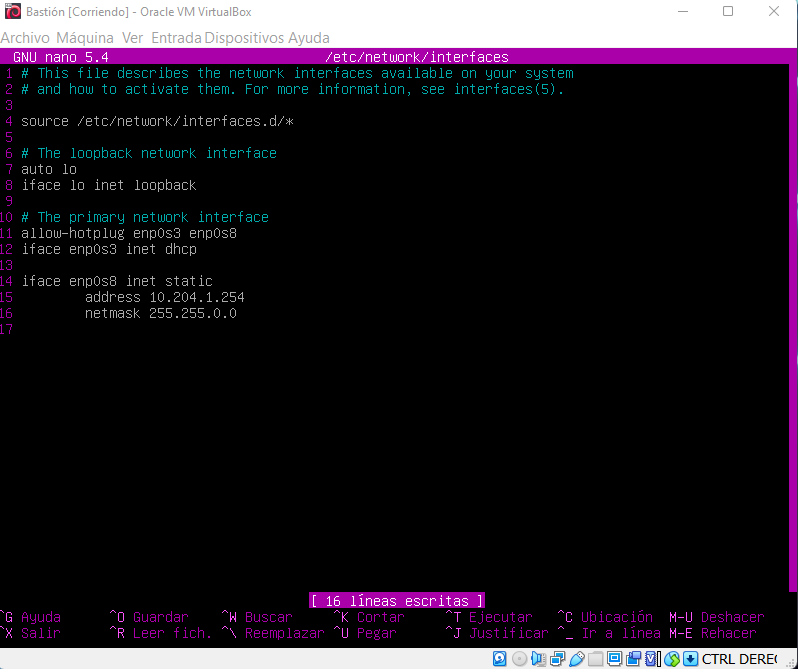 Bastión [Corriendo] - Oracle VM VirtualBox
Archivo Máquina Ver Entrada Dispositivos Ayuda
GNU nano 5.4 /etc/network/interfaces
1 # This file describes the network interfaces available on your system
2 # and how to activate them. For more information, see interfaces(5).
3
4 source /etc/network/interfaces.d/*
5
6 # The loopback network interface
7 auto lo
8 iface lo inet loopback
9
10 # The primary network interface
11 allow-hotplug enp0s3 enp0s8
12 iface enp0s3 inet dhcp
13
14 iface enp0s8 inet static
15 address 10.204.1.254
16 netmask 255.255.0.0
17
[ 16 líneas escritas ]
^G Ayuda ^O Guardar ^W Buscar ^K Cortar ^T Ejecutar ^C Ubicación M-U Deshacer
^X Salir ^R Leer fich. ^\ Reemplazar ^U Pegar ^J Justificar ^_ Ir a línea M-E Rehacer
CTRL DEREC